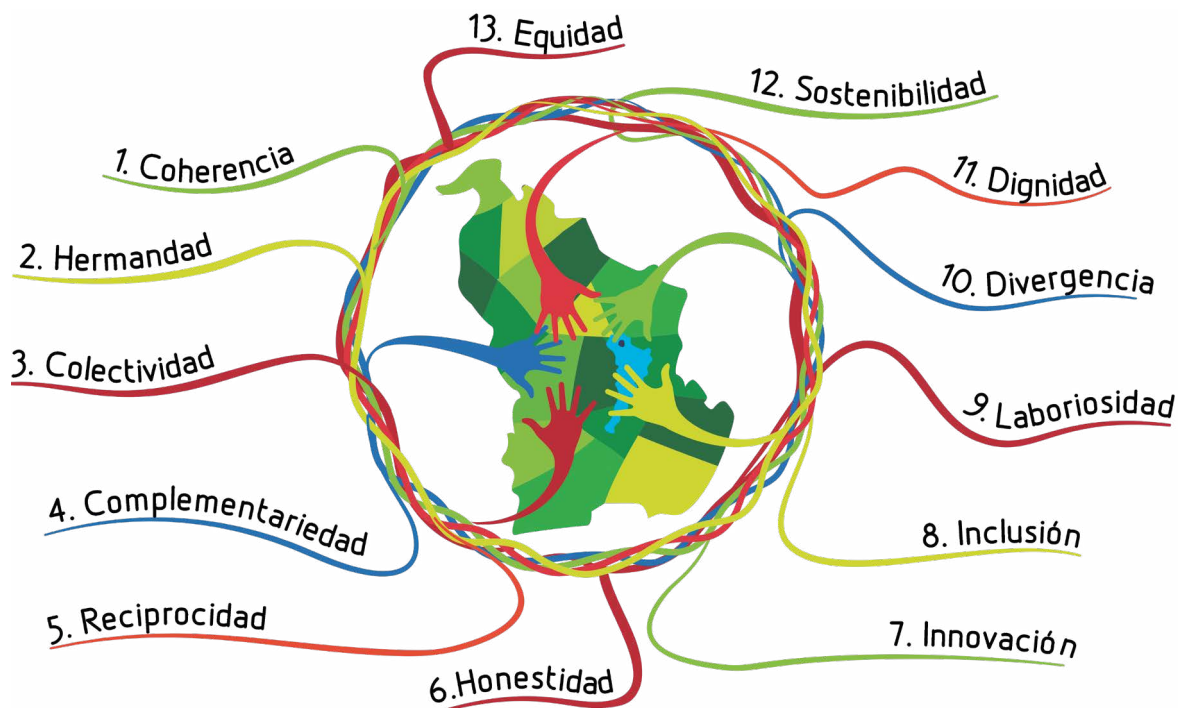 1. Coherencia
2. Hermandad
3. Colectividad
4. Complementariedad
5. Reciprocidad
6.Honestidad
7. Innovación
8. Inclusión
9. Laboriosidad
10. Divergencia
11. Dignidad
12. Sostenibilidad
13. Equidad